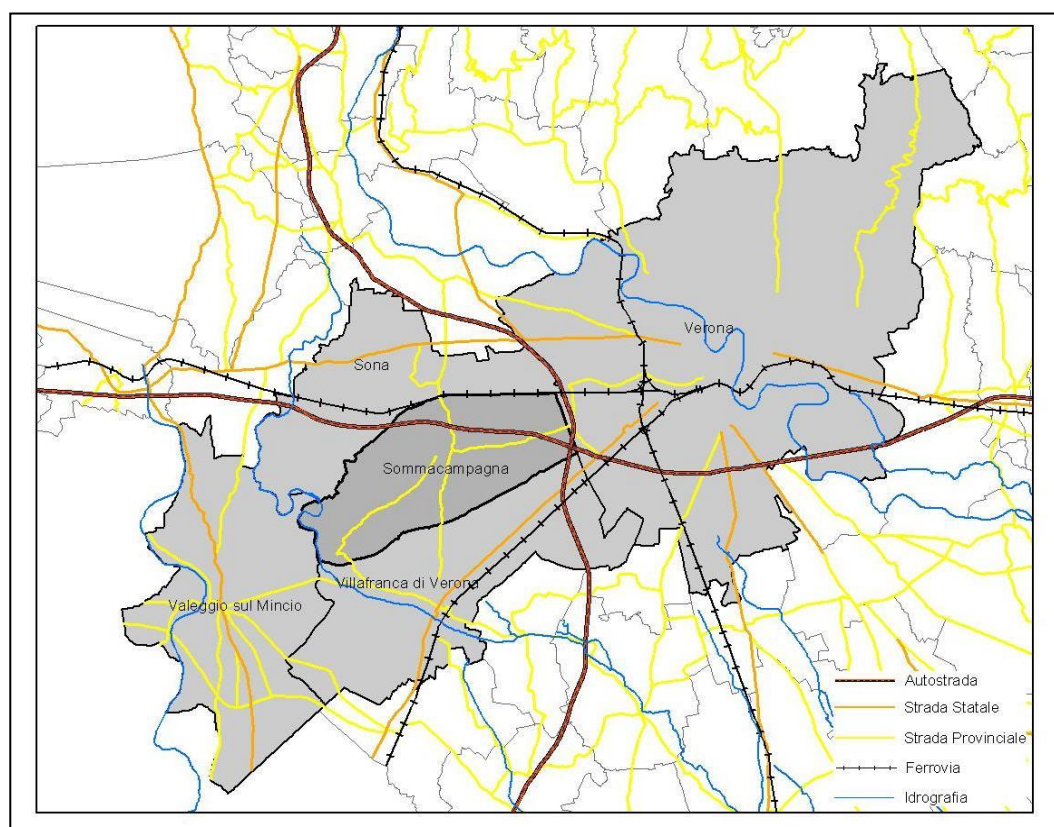 Verona
Sona
Sommacampagna
Villafranca di Verona
Valeggio sul Mincio
Autostrada
Strada Statale
Strada Provinciale
Ferrovia
Idrografia